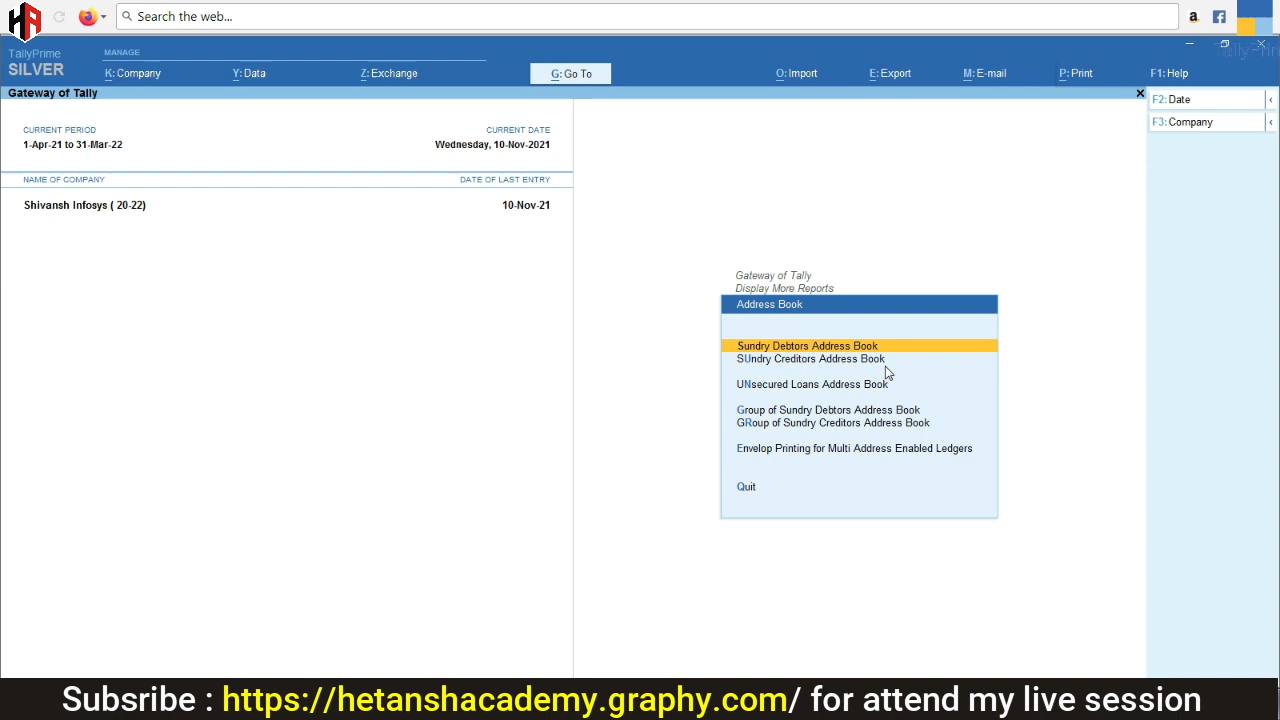 HA
Search the web...
TallyPrime
SILVER
MANAGE
K: Company
Y: Data
Z: Exchange
G: Go To
O: Import
E: Export
M: E-mail
P: Print
F1: Help
Gateway of Tally
F2: Date
F3: Company
CURRENT PERIOD
CURRENT DATE
1-Apr-21 to 31-Mar-22
Wednesday, 10-Nov-2021
NAME OF COMPANY
DATE OF LAST ENTRY
Shivansh Infosys ( 20-22)
10-Nov-21
Gateway of Tally
Display More Reports
Address Book
Sundry Debtors Address Book
SUndry Creditors Address Book
UNsecured Loans Address Book
Group of Sundry Debtors Address Book
GRoup of Sundry Creditors Address Book
Envelop Printing for Multi Address Enabled Ledgers
Quit
Subsribe : https://hetanshacademy.graphy.com/ for attend my live session